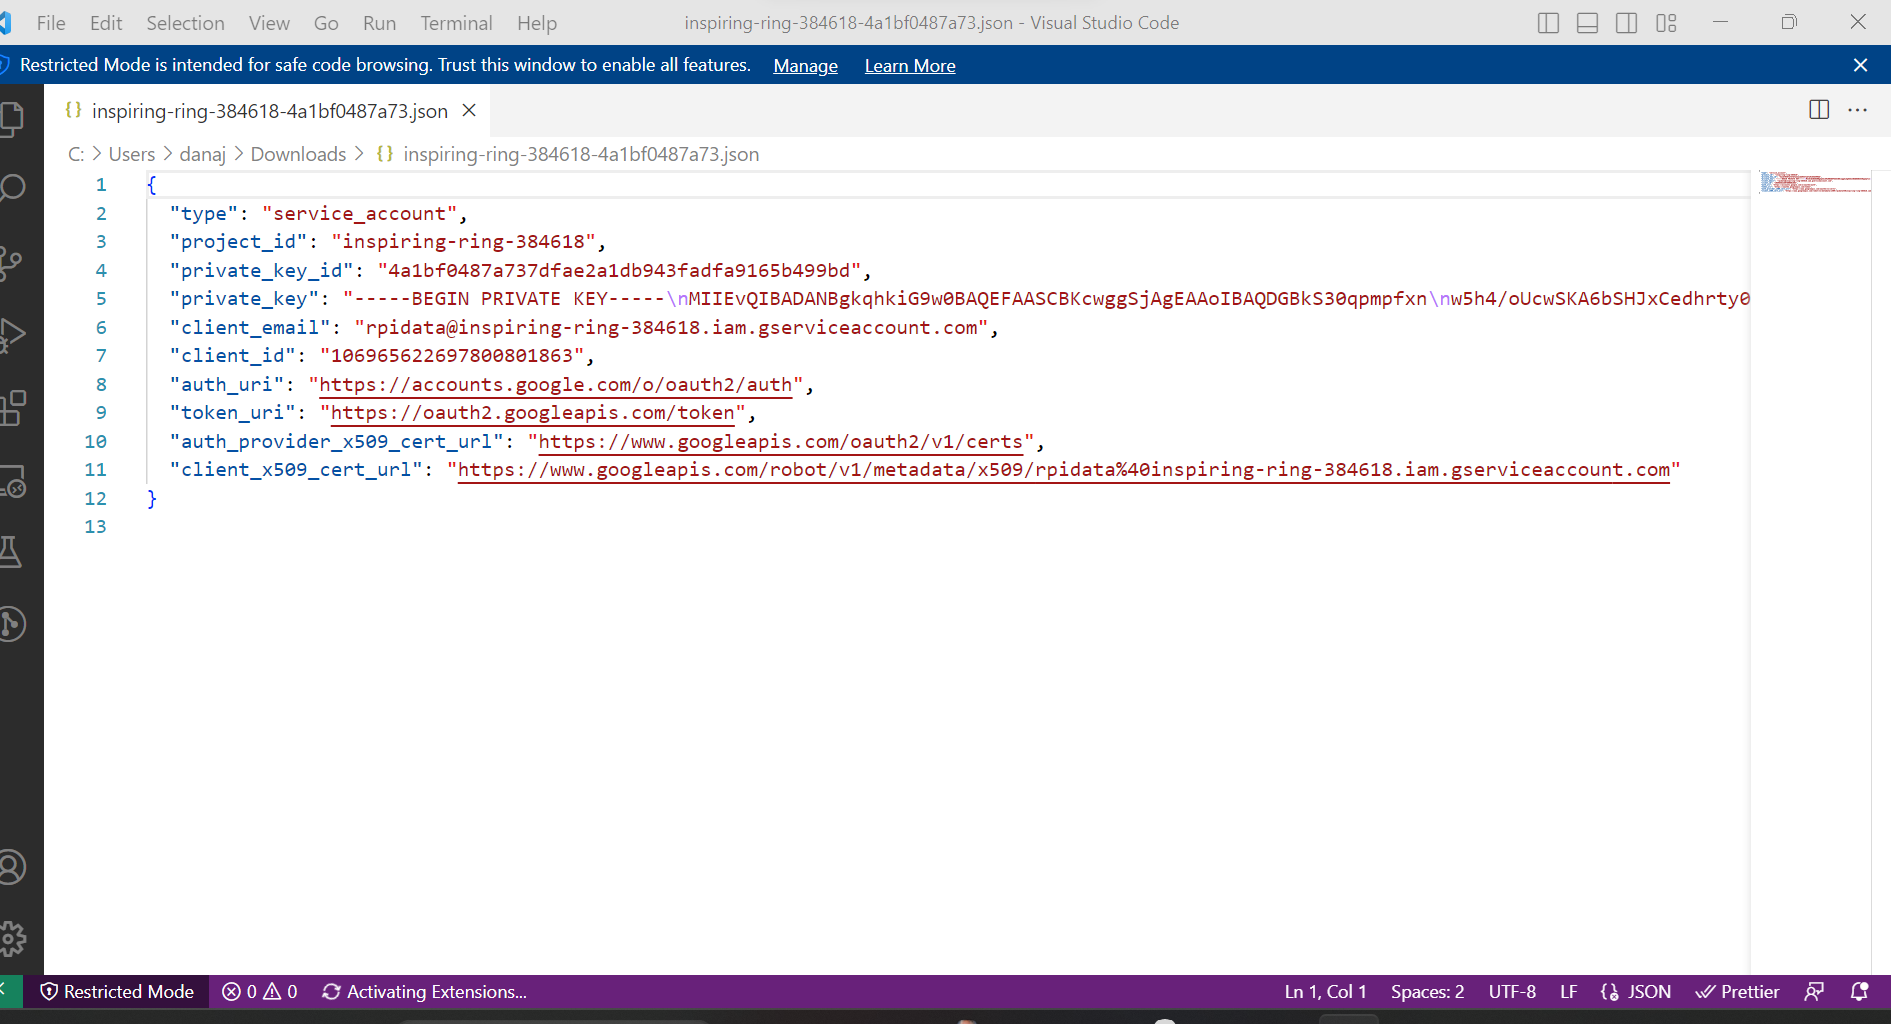 File Edit Selection View Go Run Terminal Help inspiring-ring-384618-4a1bf0487a73.json - Visual Studio Code
Restricted Mode is intended for safe code browsing. Trust this window to enable all features. Manage Learn More
{} inspiring-ring-384618-4a1bf0487a73.json
C: > Users > danaj > Downloads > {} inspiring-ring-384618-4a1bf0487a73.json
1 {
2 "type": "service_account",
3 "project_id": "inspiring-ring-384618",
4 "private_key_id": "4a1bf0487a737dfae2a1db943fadfa9165b499bd",
5 "private_key": "-----BEGIN PRIVATE KEY-----\nMIIEvQIBADANBgkqhkiG9w0BAQEFAASCBKcwggSjAgEAAoIBAQDGBkS30qpmpfxn\nw5h4/oUcwSKA6bSHJxCedhrty0
6 "client_email": "rpidata@inspiring-ring-384618.iam.gserviceaccount.com",
7 "client_id": "106965622697800801863",
8 "auth_uri": "https://accounts.google.com/o/oauth2/auth",
9 "token_uri": "https://oauth2.googleapis.com/token",
10 "auth_provider_x509_cert_url": "https://www.googleapis.com/oauth2/v1/certs",
11 "client_x509_cert_url": "https://www.googleapis.com/robot/v1/metadata/x509/rpidata%40inspiring-ring-384618.iam.gserviceaccount.com"
12 }
13
Restricted Mode 0 0 Activating Extensions... Ln 1, Col 1 Spaces: 2 UTF-8 LF JSON Prettier